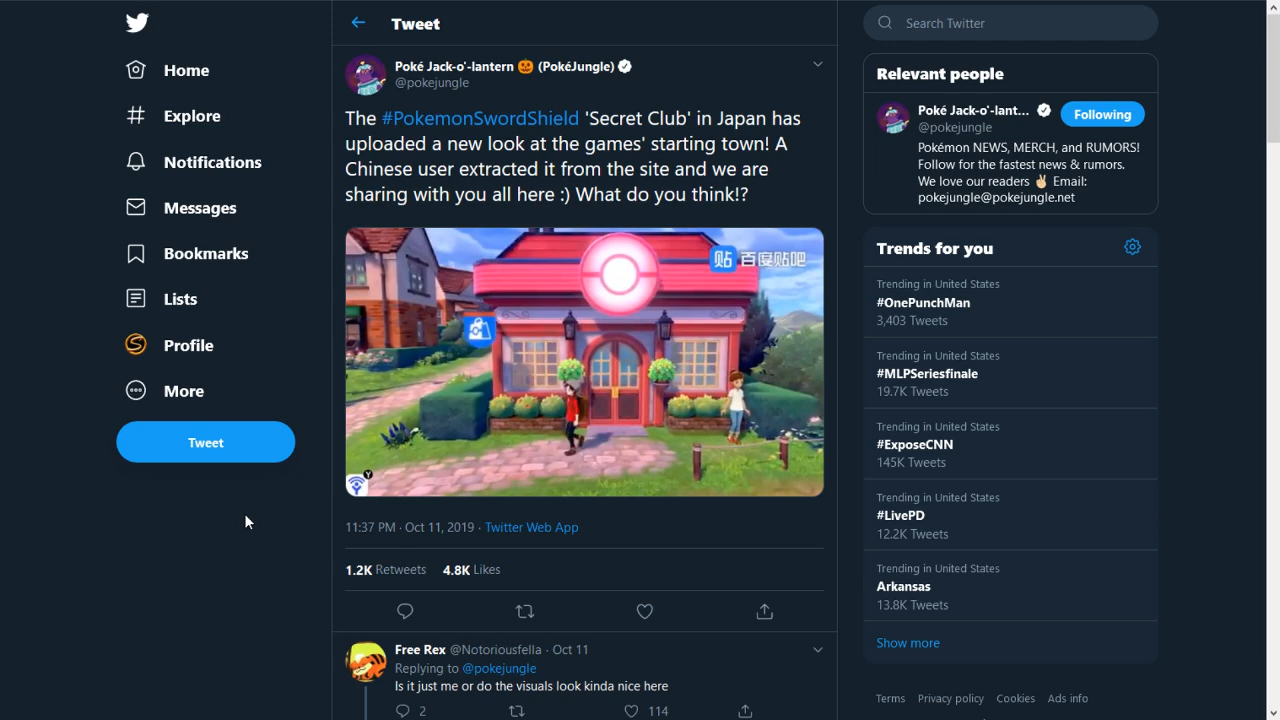 Home
Explore
Notifications
Messages
Bookmarks
Lists
Profile
More
Tweet
Tweet
Poké Jack-o'-lantern 🎃 (PokéJungle)
@pokejungle
The #PokemonSwordShield 'Secret Club' in Japan has
uploaded a new look at the games' starting town! A
Chinese user extracted it from the site and we are
sharing with you all here :) What do you think!?
贴 百度贴吧
Y
11:37 PM · Oct 11, 2019 · Twitter Web App
1.2K Retweets 4.8K Likes
Free Rex @Notoriousfella · Oct 11
Replying to @pokejungle
Is it just me or do the visuals look kinda nice here
2 114
Search Twitter
Relevant people
Poké Jack-o'-lant...
@pokejungle
Following
Pokémon NEWS, MERCH, and RUMORS!
Follow for the fastest news & rumors.
We love our readers ✌🏼 Email:
pokejungle@pokejungle.net
Trends for you
Trending in United States
#OnePunchMan
3,403 Tweets
Trending in United States
#MLPSeriesfinale
19.7K Tweets
Trending in United States
#ExposeCNN
145K Tweets
Trending in United States
#LivePD
12.2K Tweets
Trending in United States
Arkansas
13.8K Tweets
Show more
Terms Privacy policy Cookies Ads info